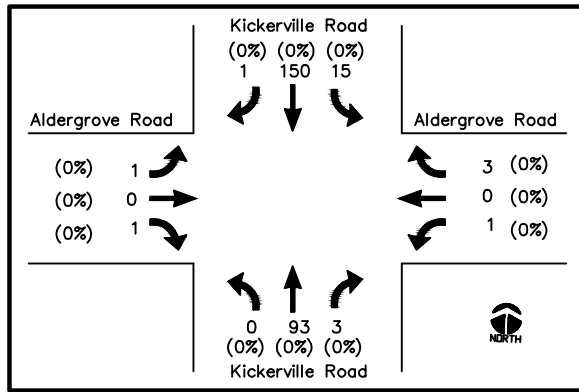 Kickerville Road
(0%) (0%) (0%)
1 150 15
Aldergrove Road
Aldergrove Road
(0%) 1
3 (0%)
(0%) 0
0 (0%)
(0%) 1
1 (0%)
0 93 3
(0%) (0%) (0%)
Kickerville Road
NORTH